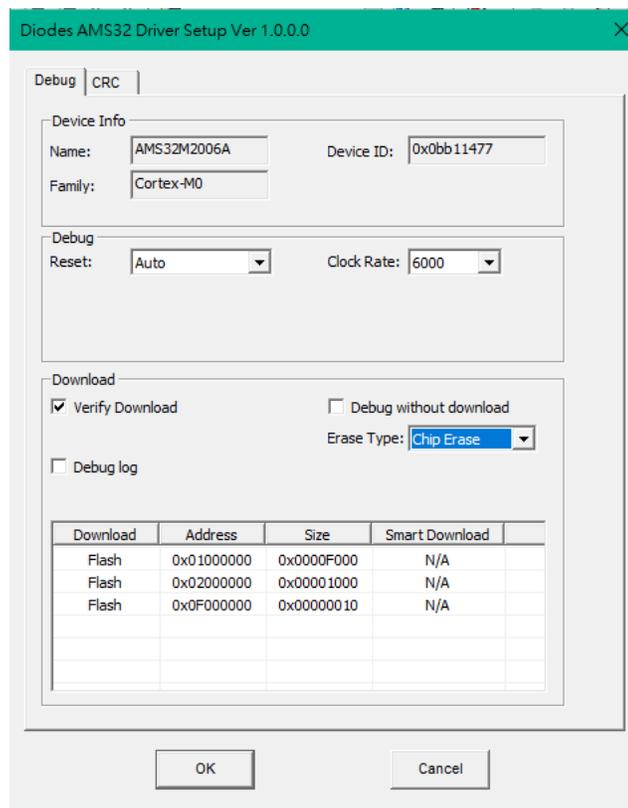 Diodes AMS32 Driver Setup Ver 1.0.0.0
Debug CRC
Device Info
Name: AMS32M2006A Device ID: 0x0bb11477
Family: Cortex-M0
Debug
Reset: Auto Clock Rate: 6000
Download
Verify Download Debug without download
Erase Type: Chip Erase
Debug log
Download Address Size Smart Download
Flash 0x01000000 0x0000F000 N/A
Flash 0x02000000 0x00001000 N/A
Flash 0x0F000000 0x00000010 N/A
OK Cancel